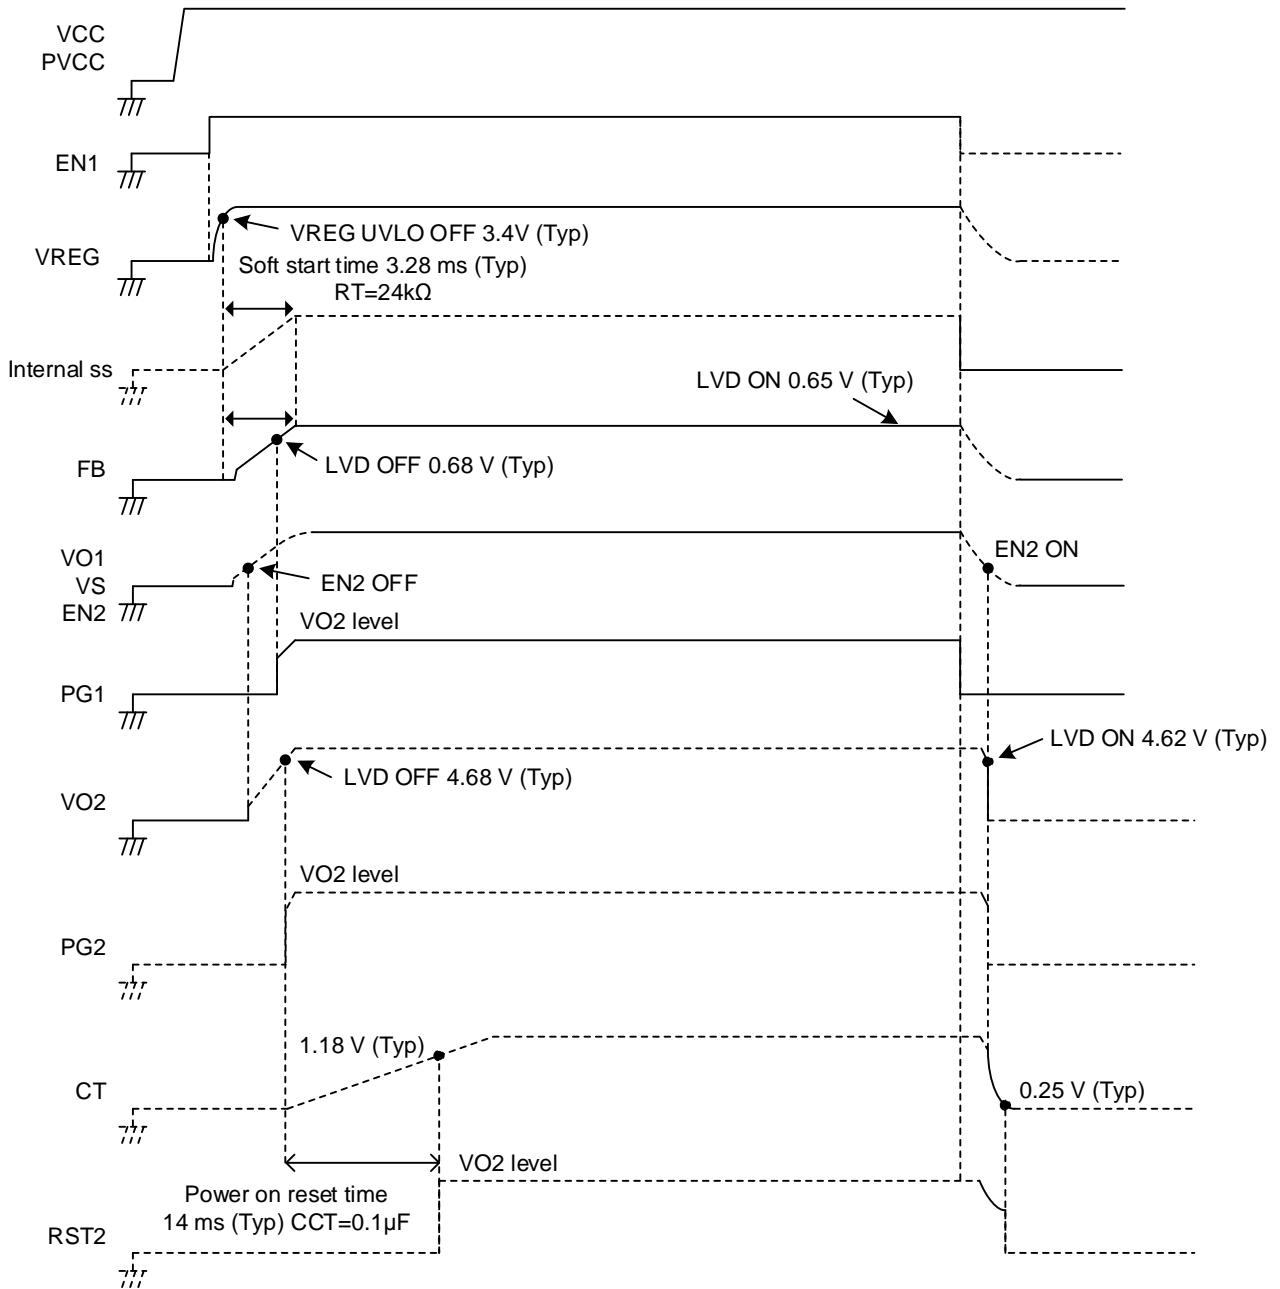 VCC
PVCC
EN1
VREG UVLO OFF 3.4V (Typ)
VREG
Soft start time 3.28 ms (Typ)
RT=24kΩ
Internal ss
LVD ON 0.65 V (Typ)
FB
LVD OFF 0.68 V (Typ)
VO1
VS
EN2
EN2 OFF
EN2 ON
VO2 level
PG1
LVD ON 4.62 V (Typ)
LVD OFF 4.68 V (Typ)
VO2
VO2 level
PG2
1.18 V (Typ)
CT
0.25 V (Typ)
VO2 level
Power on reset time
14 ms (Typ) CCT=0.1µF
RST2